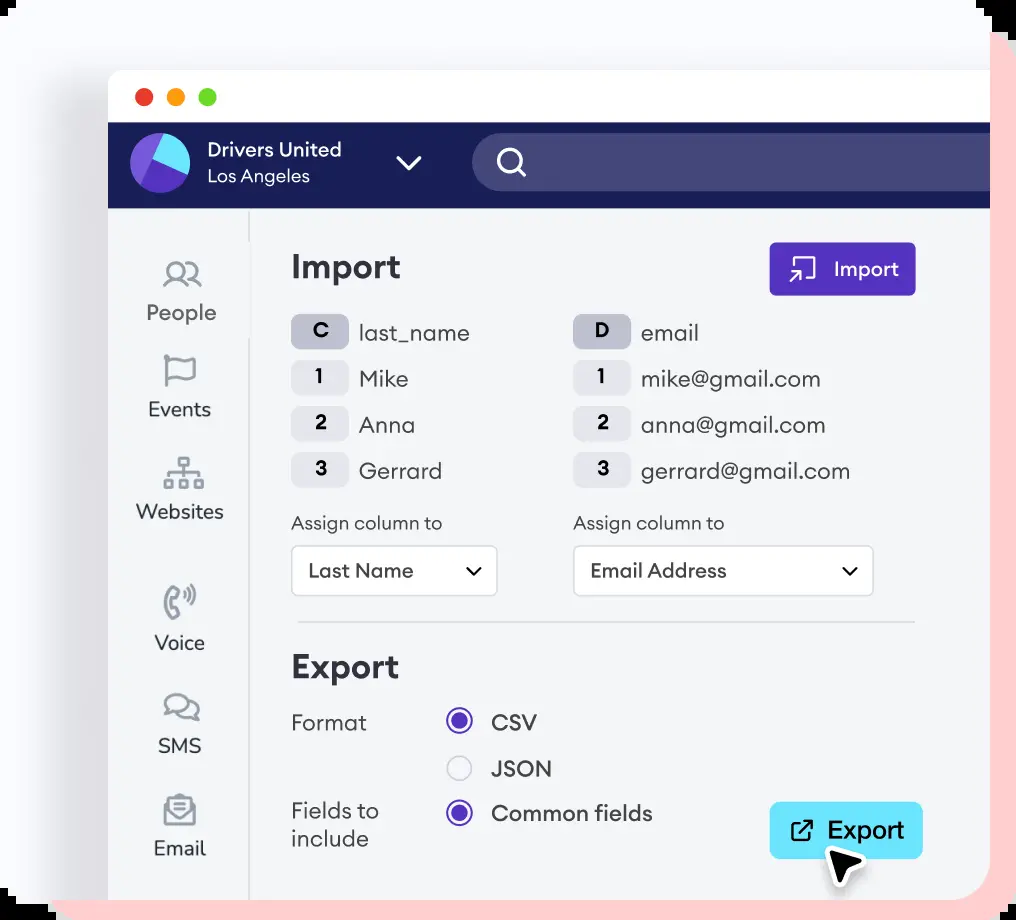 Drivers United
Los Angeles
People
Events
Websites
Voice
SMS
Email
Import
Import
C last_name
1 Mike
2 Anna
3 Gerrard
Assign column to
Last Name
D email
1 mike@gmail.com
2 anna@gmail.com
3 gerrard@gmail.com
Assign column to
Email Address
Export
Format
CSV
JSON
Fields to
include
Common fields
Export